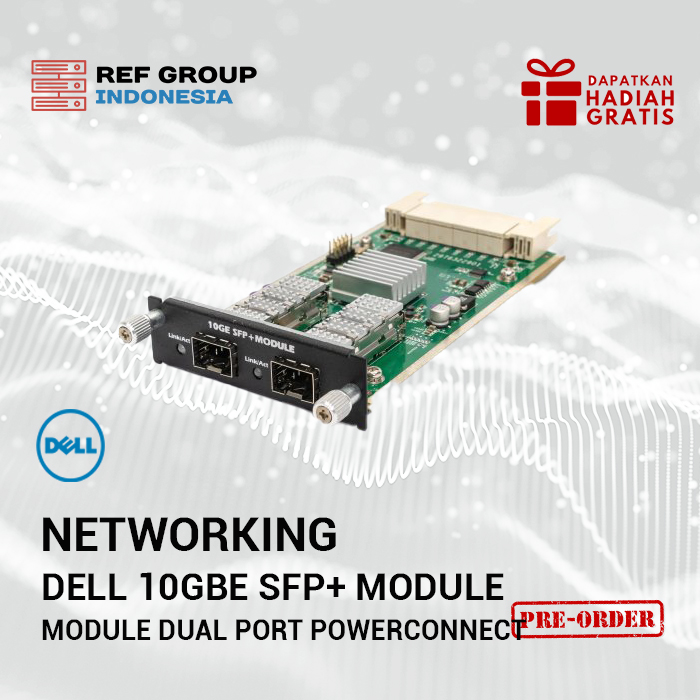 REF GROUP
INDONESIA
DAPATKAN
HADIAH
GRATIS
10GE SFP+MODULE
Link/Act
Link/Act
DELL
NETWORKING
DELL 10GBE SFP+ MODULE
MODULE DUAL PORT POWERCONNECT
PRE-ORDER